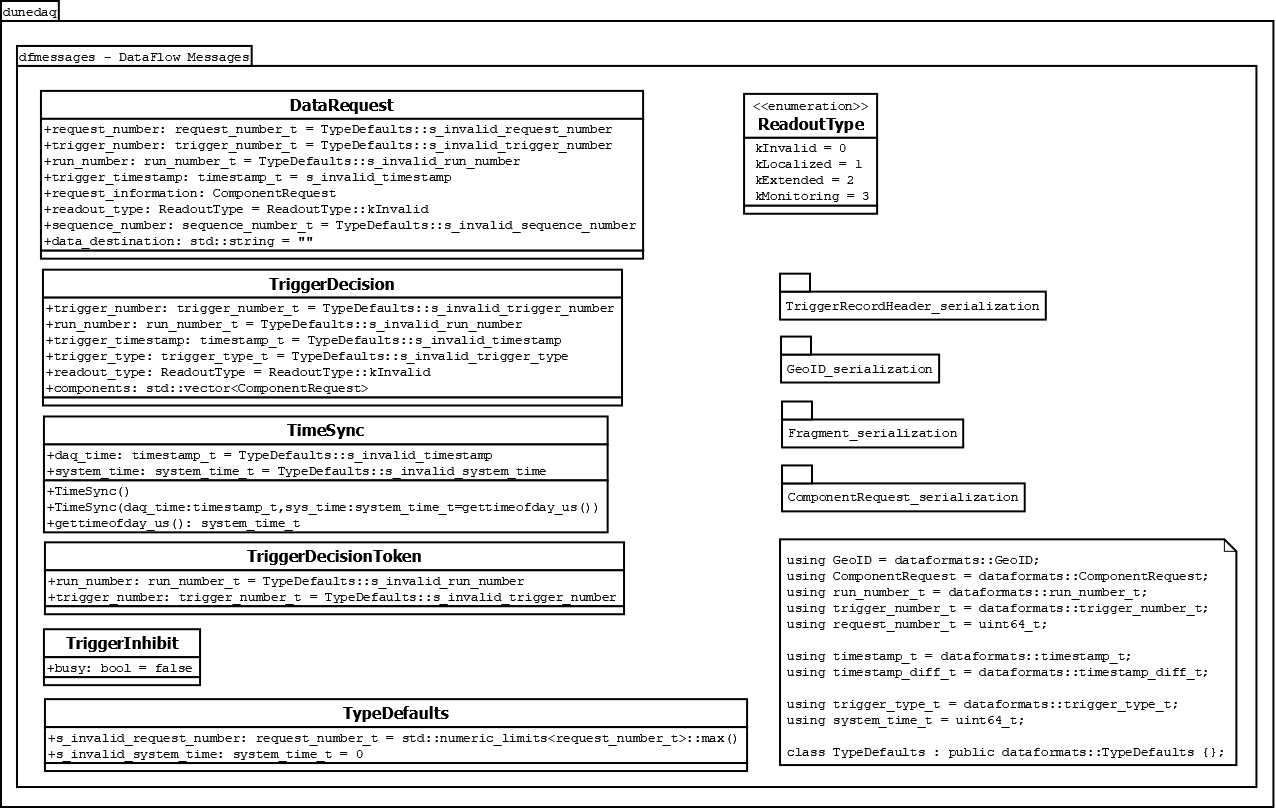 dunedaq
dfmessages - DataFlow Messages
DataRequest
+request_number: request_number_t = TypeDefaults::s_invalid_request_number
+trigger_number: trigger_number_t = TypeDefaults::s_invalid_trigger_number
+run_number: run_number_t = TypeDefaults::s_invalid_run_number
+trigger_timestamp: timestamp_t = s_invalid_timestamp
+request_information: ComponentRequest
+readout_type: ReadoutType = ReadoutType::kInvalid
+sequence_number: sequence_number_t = TypeDefaults::s_invalid_sequence_number
+data_destination: std::string = ""
TriggerDecision
+trigger_number: trigger_number_t = TypeDefaults::s_invalid_trigger_number
+run_number: run_number_t = TypeDefaults::s_invalid_run_number
+trigger_timestamp: timestamp_t = TypeDefaults::s_invalid_timestamp
+trigger_type: trigger_type_t = TypeDefaults::s_invalid_trigger_type
+readout_type: ReadoutType = ReadoutType::kInvalid
+components: std::vector<ComponentRequest>
TimeSync
+daq_time: timestamp_t = TypeDefaults::s_invalid_timestamp
+system_time: system_time_t = TypeDefaults::s_invalid_system_time
+TimeSync()
+TimeSync(daq_time:timestamp_t,sys_time:system_time_t=gettimeofday_us())
+gettimeofday_us(): system_time_t
TriggerDecisionToken
+run_number: run_number_t = TypeDefaults::s_invalid_run_number
+trigger_number: trigger_number_t = TypeDefaults::s_invalid_trigger_number
TriggerInhibit
+busy: bool = false
TypeDefaults
+s_invalid_request_number: request_number_t = std::numeric_limits<request_number_t>::max()
+s_invalid_system_time: system_time_t = 0
<<enumeration>>
ReadoutType
kInvalid = 0
kLocalized = 1
kExtended = 2
kMonitoring = 3
TriggerRecordHeader_serialization
GeoID_serialization
Fragment_serialization
ComponentRequest_serialization
using GeoID = dataformats::GeoID;
using ComponentRequest = dataformats::ComponentRequest;
using run_number_t = dataformats::run_number_t;
using trigger_number_t = dataformats::trigger_number_t;
using request_number_t = uint64_t;
using timestamp_t = dataformats::timestamp_t;
using timestamp_diff_t = dataformats::timestamp_diff_t;
using trigger_type_t = dataformats::trigger_type_t;
using system_time_t = uint64_t;
class TypeDefaults : public dataformats::TypeDefaults {};